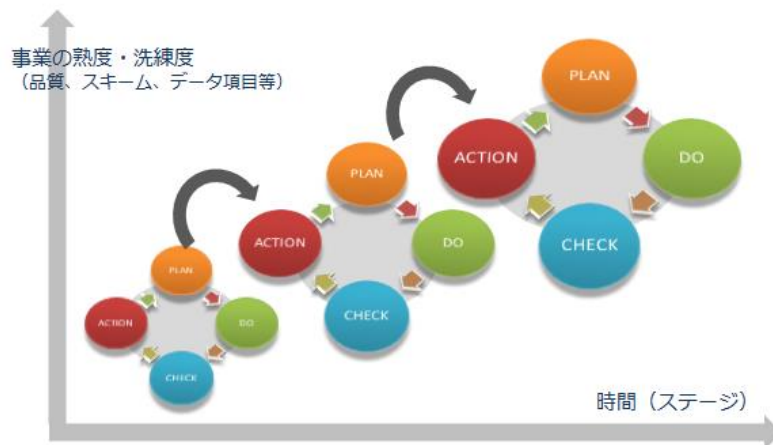 事業の熟度・洗練度
（品質、スキーム、データ項目等）
PLAN
ACTION
DO
CHECK
PLAN
ACTION
DO
CHECK
PLAN
ACTION
DO
CHECK
時間（ステージ）